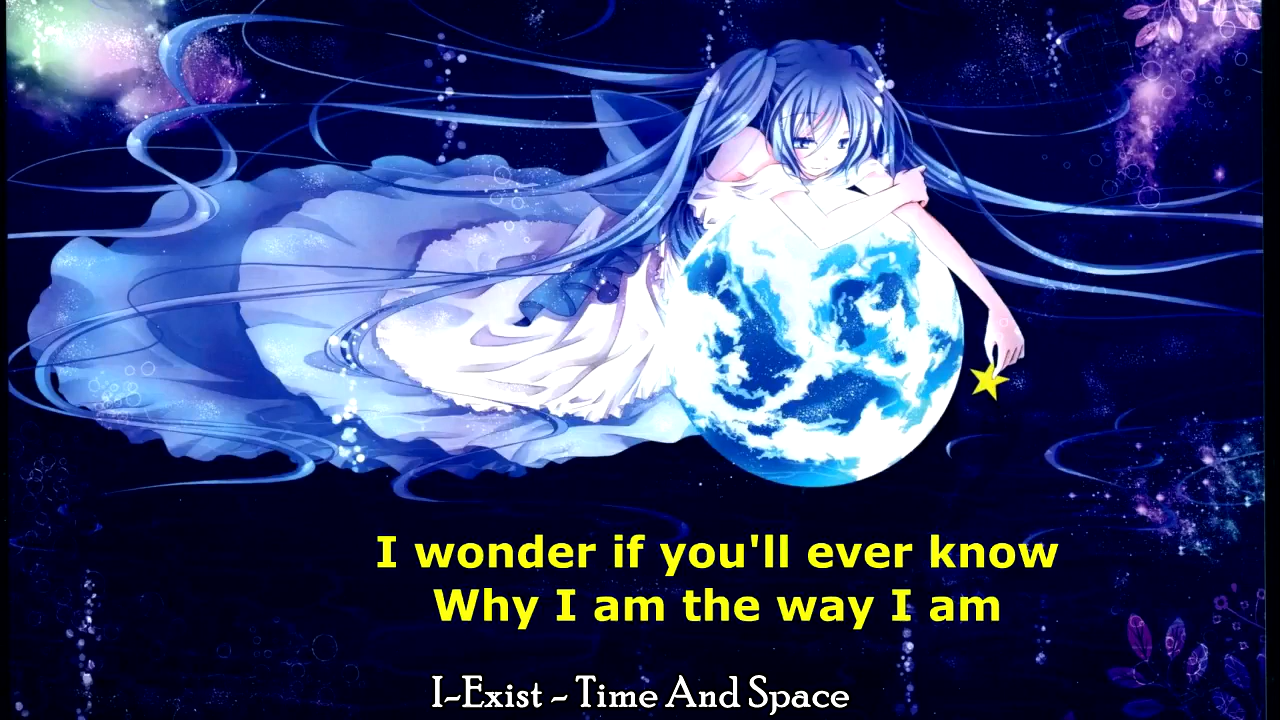 I wonder if you'll ever know
Why I am the way I am
I-Exist - Time And Space